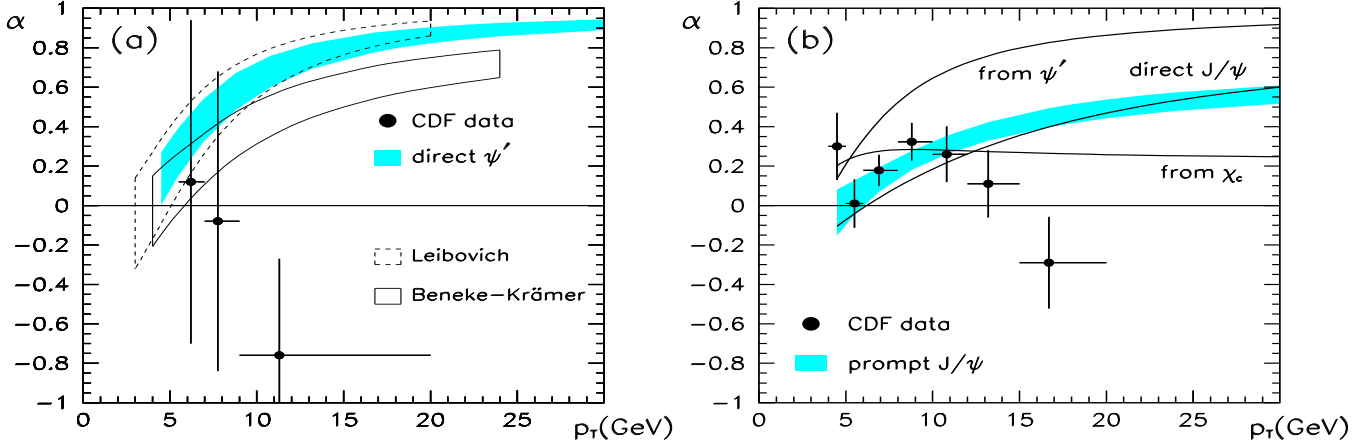 α
(a)
1
0.8
0.6
0.4
0.2
0
−0.2
−0.4
−0.6
−0.8
−1
CDF data
direct ψ′
Leibovich
Beneke−Krämer
0 5 10 15 20 25
p_T(GeV)
α
(b)
1
0.8
0.6
0.4
0.2
0
−0.2
−0.4
−0.6
−0.8
−1
from ψ′
direct J/ψ
from χ_c
CDF data
prompt J/ψ
0 5 10 15 20 25
p_T(GeV)